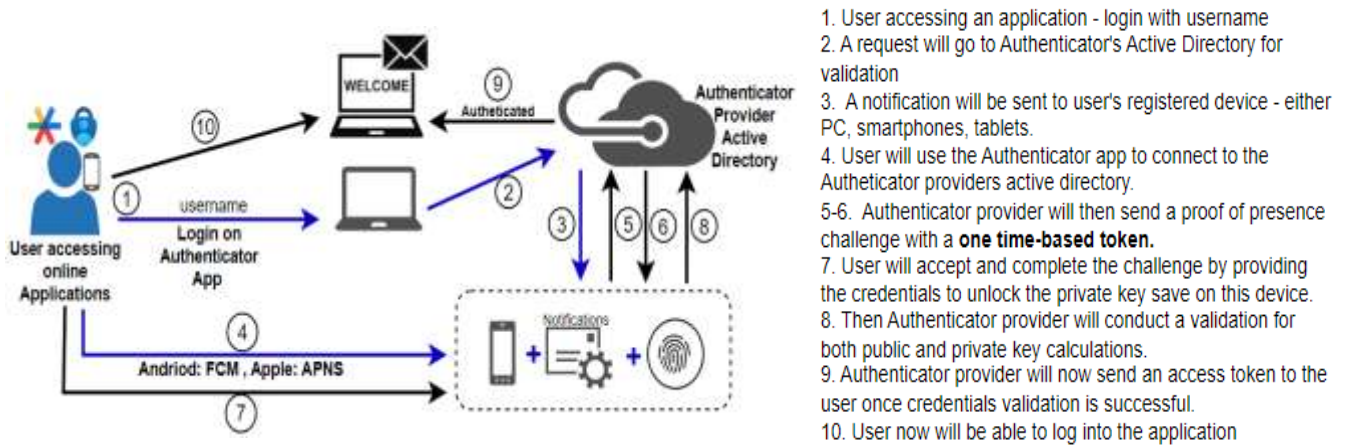 WELCOME
9
Autheticated
Authenticator
Provider
Active
Directory
10
1
username
Login on
Authenticator
App
2
User accessing
online
Applications
3
5
6
8
4
Andriod: FCM , Apple: APNS
7
Notifications
1. User accessing an application - login with username
2. A request will go to Authenticator's Active Directory for
validation
3. A notification will be sent to user's registered device - either
PC, smartphones, tablets.
4. User will use the Authenticator app to connect to the
Autheticator providers active directory.
5-6. Authenticator provider will then send a proof of presence
challenge with a one time-based token.
7. User will accept and complete the challenge by providing
the credentials to unlock the private key save on this device.
8. Then Authenticator provider will conduct a validation for
both public and private key calculations.
9. Authenticator provider will now send an access token to the
user once credentials validation is successful.
10. User now will be able to log into the application